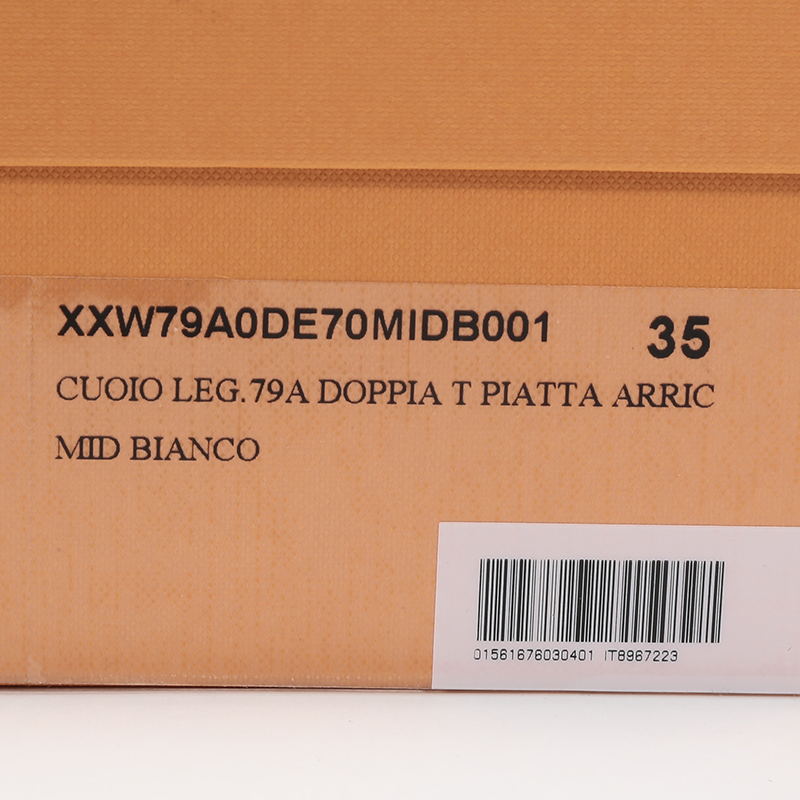 XXW79A0DE70MIDB001 35
CUOIO LEG.79A DOPPIA T PIATTA ARRIC
MID BIANCO
01561676030401 IT8967223